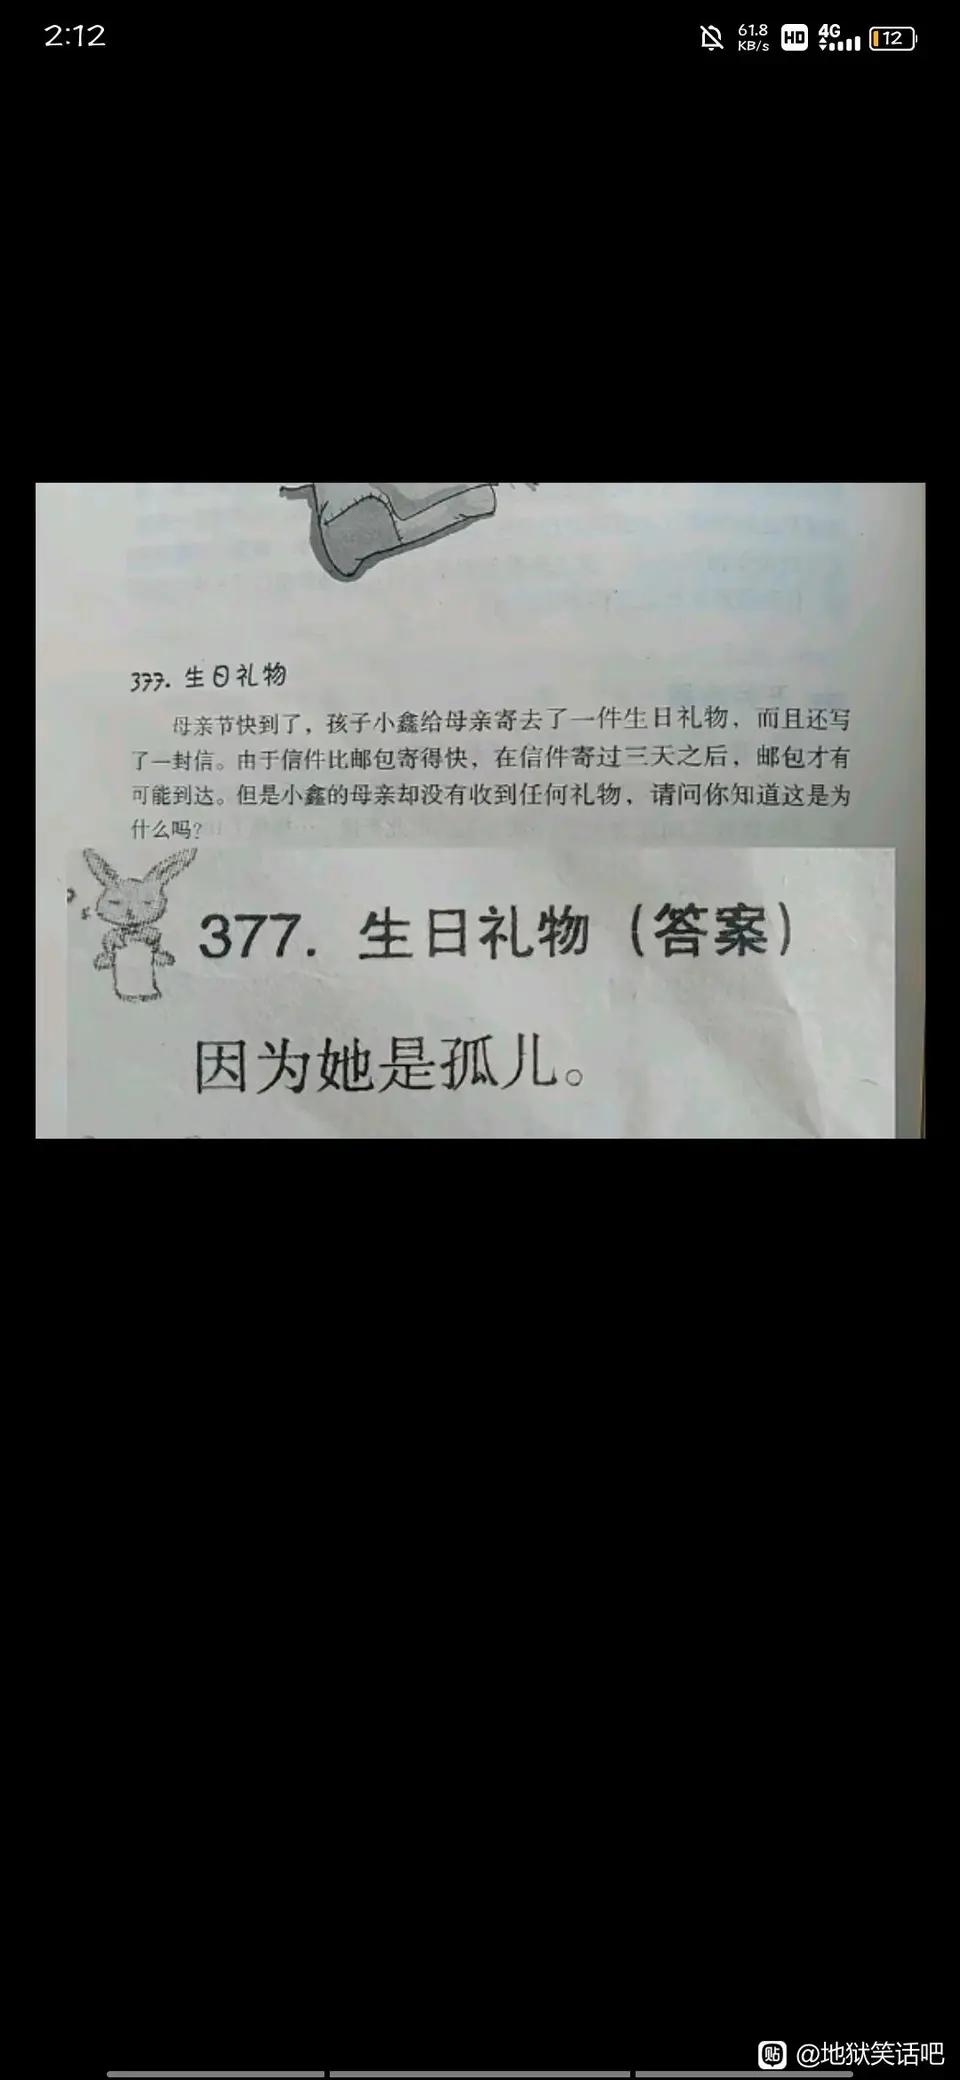 2:12
61.8
KB/s
HD
4G
12
377. 生日礼物
母亲节快到了，孩子小鑫给母亲寄去了一件生日礼物，而且还写
了一封信。由于信件比邮包寄得快，在信件寄过三天之后，邮包才有
可能到达。但是小鑫的母亲却没有收到任何礼物，请问你知道这是为
什么吗？
377. 生日礼物（答案）
因为她是孤儿。
贴 @地狱笑话吧